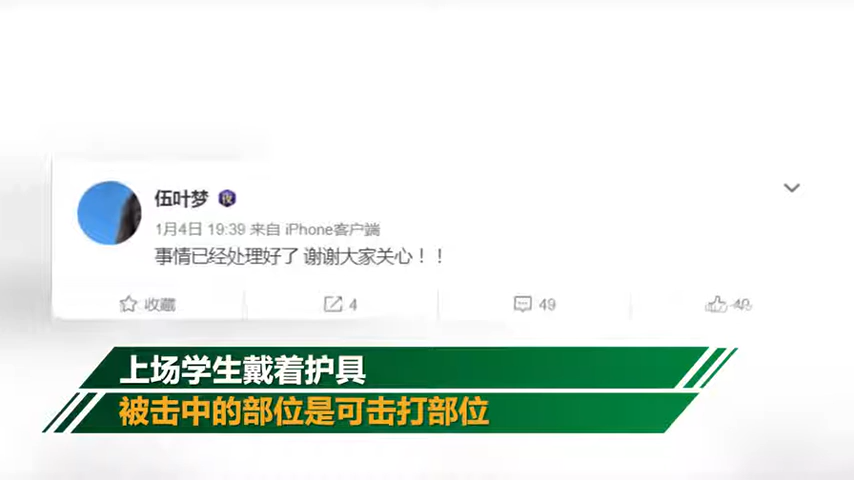 伍叶梦 夜
1月4日 19:39 来自 iPhone客户端
事情已经处理好了 谢谢大家关心！！
收藏 4 49
上场学生戴着护具
被击中的部位是可击打部位